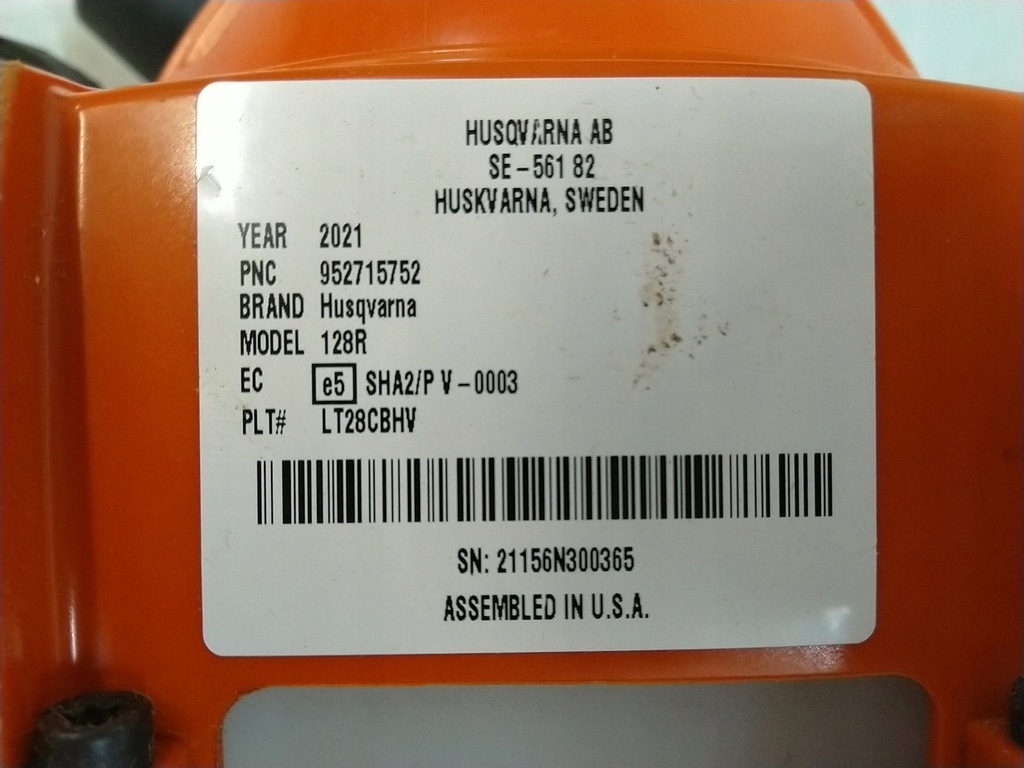 HUSQVARNA AB
SE-561 82
HUSKVARNA, SWEDEN
YEAR 2021
PNC 952715752
BRAND Husqvarna
MODEL 128R
EC e5 SHA2/P V-0003
PLT# LT28CBHV
SN: 21156N300365
ASSEMBLED IN U.S.A.